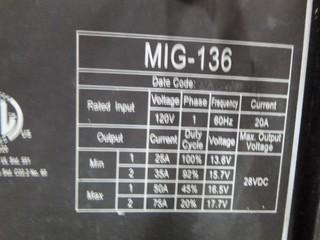 MIG-136
Date Code:
Rated Input Voltage Phase Frequency Current
120V 1 60Hz 20A
Output Current Duty Cycle Voltage Max. Output Voltage
Min 1 25A 100% 13.6V
2 35A 92% 15.7V
28VDC
Max 1 50A 45% 16.5V
2 75A 20% 17.7V